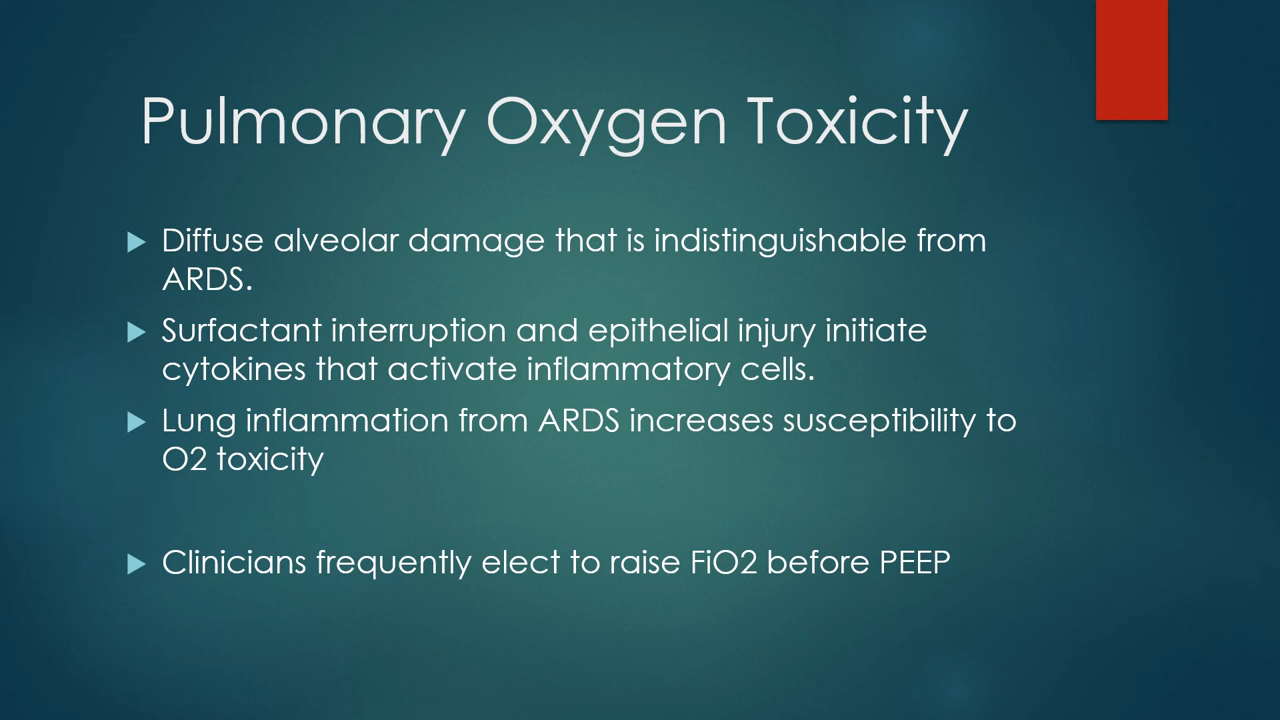 Pulmonary Oxygen Toxicity
Diffuse alveolar damage that is indistinguishable from
ARDS.
Surfactant interruption and epithelial injury initiate
cytokines that activate inflammatory cells.
Lung inflammation from ARDS increases susceptibility to
O2 toxicity
Clinicians frequently elect to raise FiO2 before PEEP